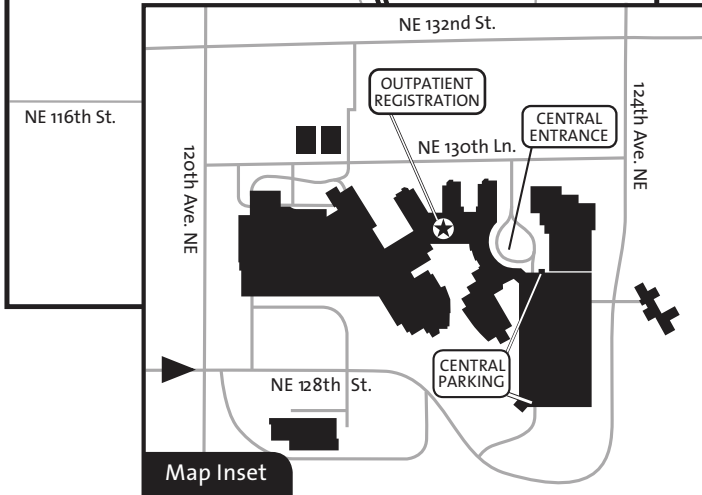 NE 132nd St.
OUTPATIENT
REGISTRATION
124th Ave. NE
NE 116th St.
CENTRAL
ENTRANCE
NE 130th Ln.
120th Ave. NE
CENTRAL
PARKING
NE 128th St.
Map Inset